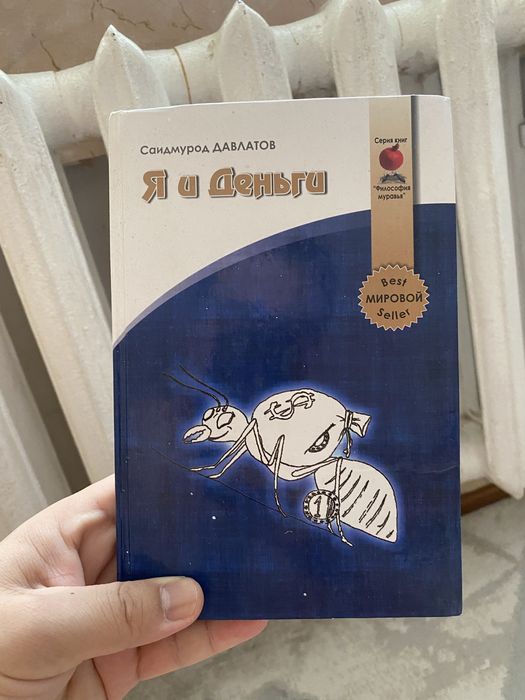 Саидмурод ДАВЛАТОВ
Я и Деньги
Серия книг
"Философия
муравья"
Best
МИРОВОЙ
Seller
1